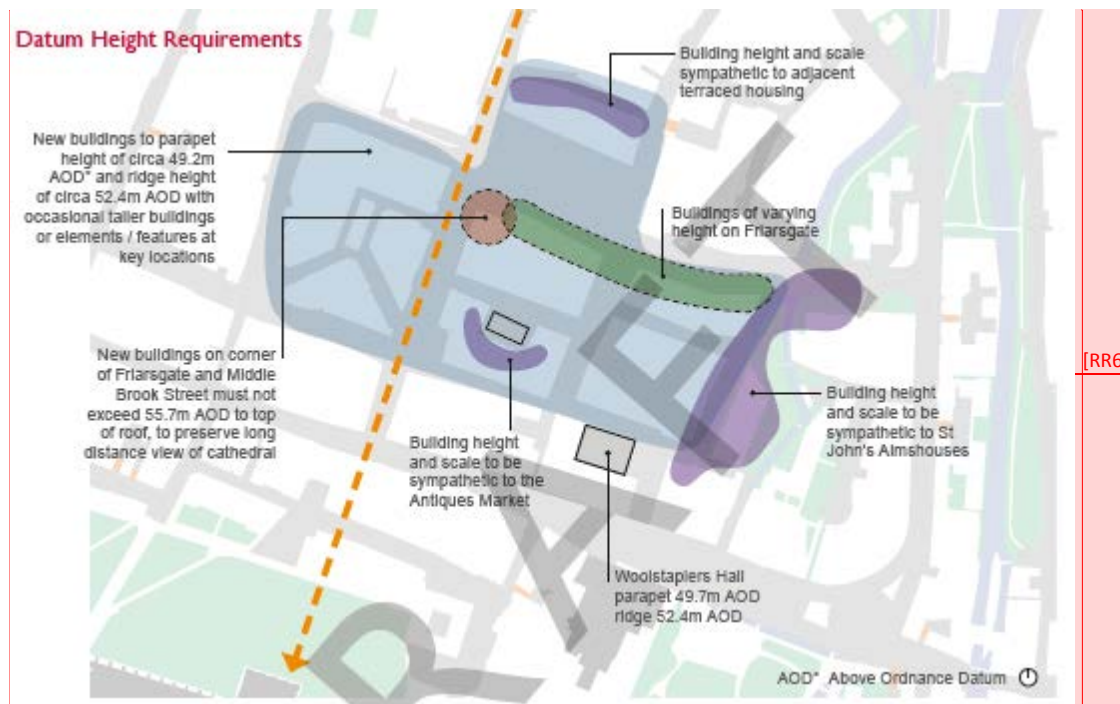 Datum Height Requirements
Building height and scale
sympathetic to adjacent
terraced housing
New buildings to parapet
height of circa 49.2m
AOD* and ridge height
of circa 52.4m AOD with
occasional taller buildings
or elements / features at
key locations
Buildings of varying
height on Friarsgate
New buildings on corner
of Friarsgate and Middle
Brook Street must not
exceed 55.7m AOD to top
of roof, to preserve long
distance view of cathedral
[RR6
Building height
and scale to be
sympathetic to St
John's Almshouses
Building height
and scale to be
sympathetic to the
Antiques Market
Woolstaplers Hall
parapet 49.7m AOD
ridge 52.4m AOD
AOD* Above Ordnance Datum
DRAFT